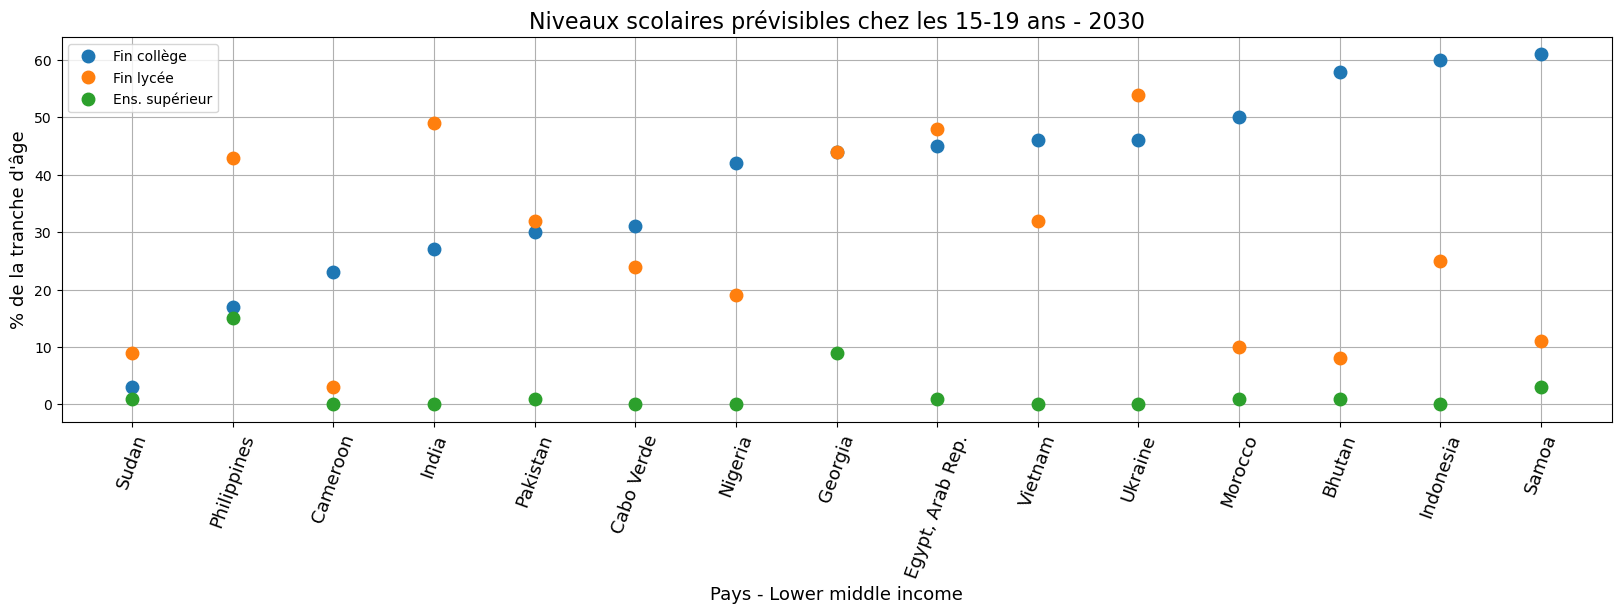 Niveaux scolaires prévisibles chez les 15-19 ans - 2030
Fin collège
Fin lycée
Ens. supérieur
% de la tranche d'âge
60
50
40
30
20
10
0
Sudan
Philippines
Cameroon
India
Pakistan
Cabo Verde
Nigeria
Georgia
Egypt, Arab Rep.
Vietnam
Ukraine
Morocco
Bhutan
Indonesia
Samoa
Pays - Lower middle income